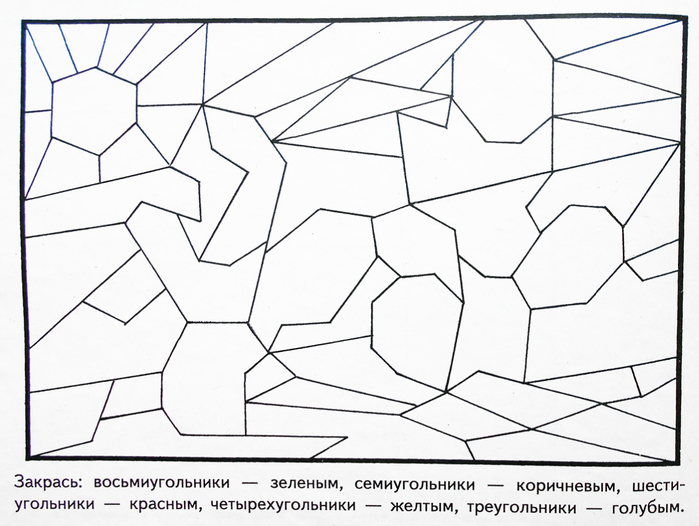 Закрась: восьмиугольники — зеленым, семиугольники — коричневым, шести-
угольники — красным, четырехугольники — желтым, треугольники — голубым.